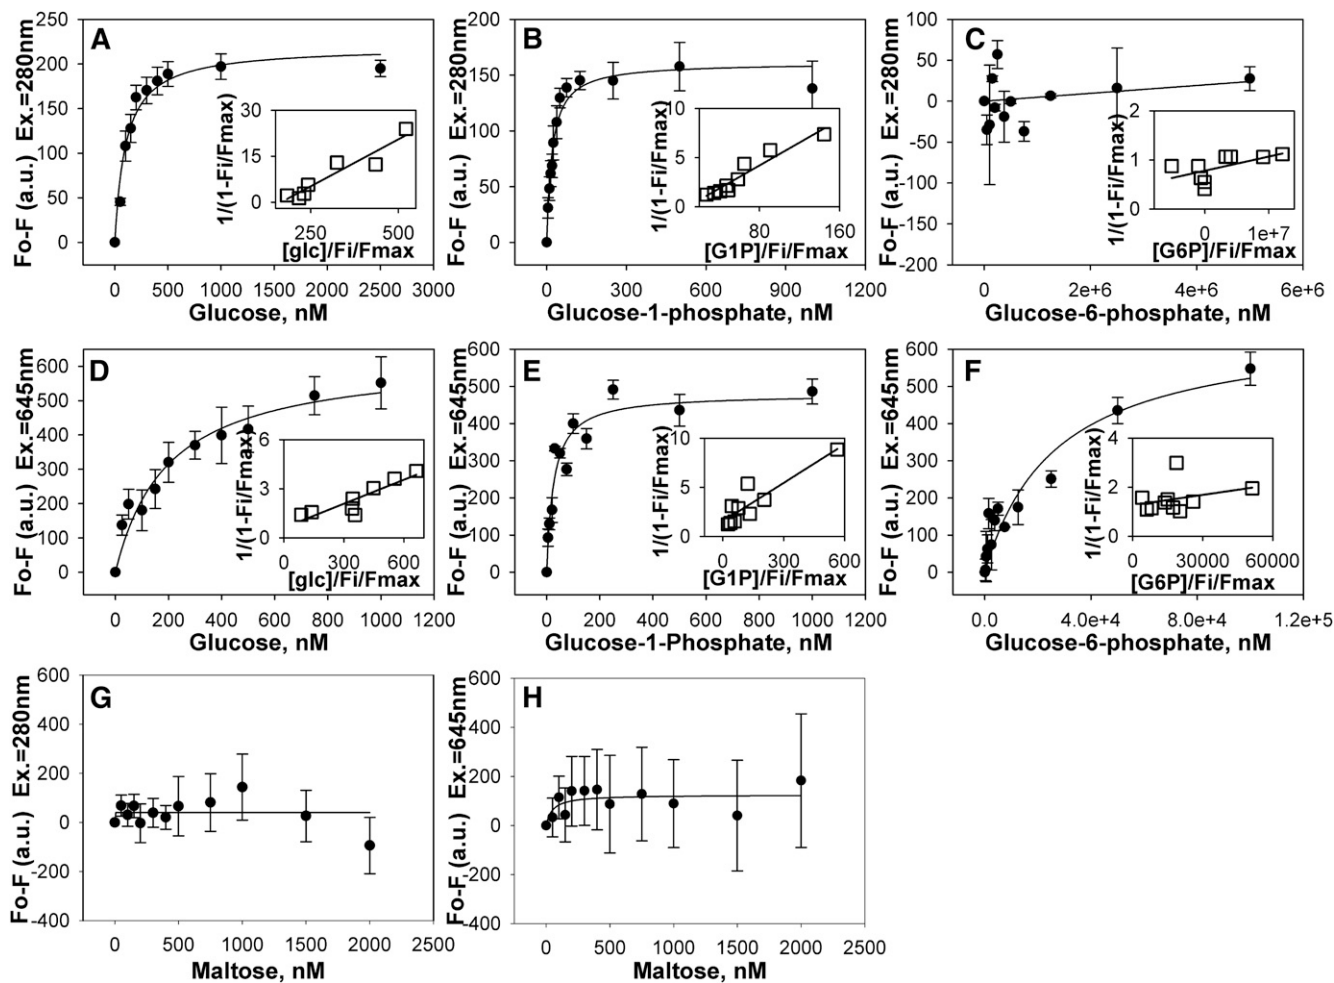 A
Fo-F (a.u.) Ex.=280nm
250
200
150
100
50
0
1/(1-Fi/Fmax)
30
15
0
250 500
[glc]/Fi/Fmax
0 500 1000 1500 2000 2500 3000
Glucose, nM
B
Fo-F (a.u.) Ex.=280nm
200
150
100
50
0
1/(1-Fi/Fmax)
10
5
0
80 160
[G1P]/Fi/Fmax
0 300 600 900 1200
Glucose-1-phosphate, nM
C
Fo-F (a.u.) Ex.=280nm
100
50
0
-50
-100
-150
-200
1/(1-Fi/Fmax)
2
1
0
0 1e+7
[G6P]/Fi/Fmax
0 2e+6 4e+6 6e+6
Glucose-6-phosphate, nM
D
Fo-F (a.u.) Ex.=645nm
600
500
400
300
200
100
0
1/(1-Fi/Fmax)
6
3
0
0 300 600
[glc]/Fi/Fmax
0 200 400 600 800 1000 1200
Glucose, nM
E
Fo-F (a.u.) Ex.=645nm
600
500
400
300
200
100
0
1/(1-Fi/Fmax)
10
5
0
0 300 600
[G1P]/Fi/Fmax
0 200 400 600 800 1000 1200
Glucose-1-Phosphate, nM
F
Fo-F (a.u.) Ex.=645nm
600
500
400
300
200
100
0
1/(1-Fi/Fmax)
4
2
0
0 20000 60000
[G6P]/Fi/Fmax
0 4.0e+4 8.0e+4 1.2e+5
Glucose-6-phosphate, nM
G
Fo-F (a.u.) Ex.=280nm
600
400
200
0
-200
-400
0 500 1000 1500 2000 2500
Maltose, nM
H
Fo-F (a.u.) Ex.=645nm
600
400
200
0
-200
-400
0 500 1000 1500 2000 2500
Maltose, nM